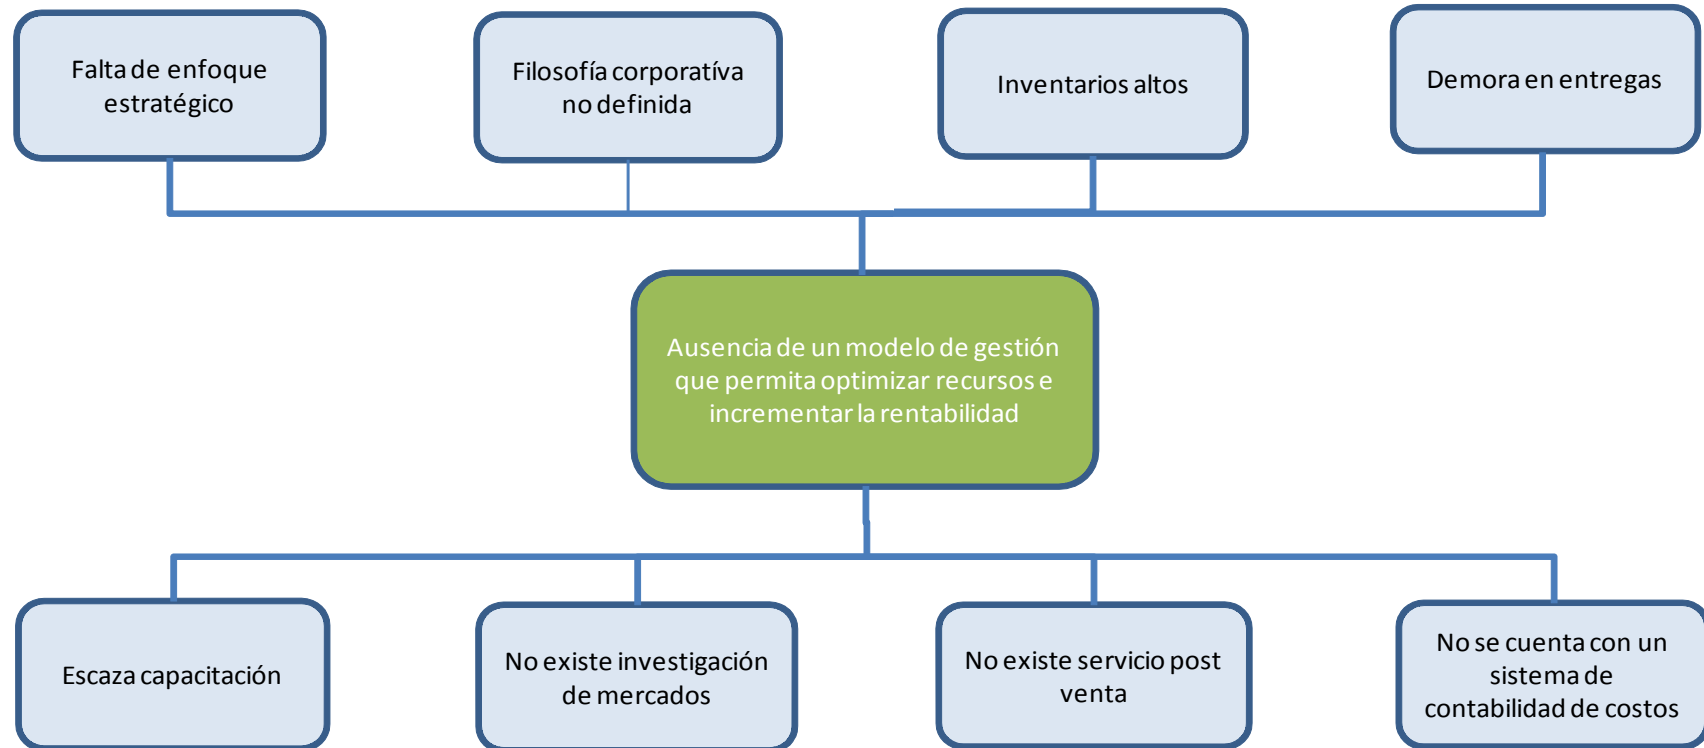 Falta de enfoque
estratégico
Filosofía corporatíva
no definida
Inventarios altos
Demora en entregas
Ausencia de un modelo de gestión
que permita optimizar recursos e
incrementar la rentabilidad
Escaza capacitación
No existe investigación
de mercados
No existe servicio post
venta
No se cuenta con un
sistema de
contabilidad de costos